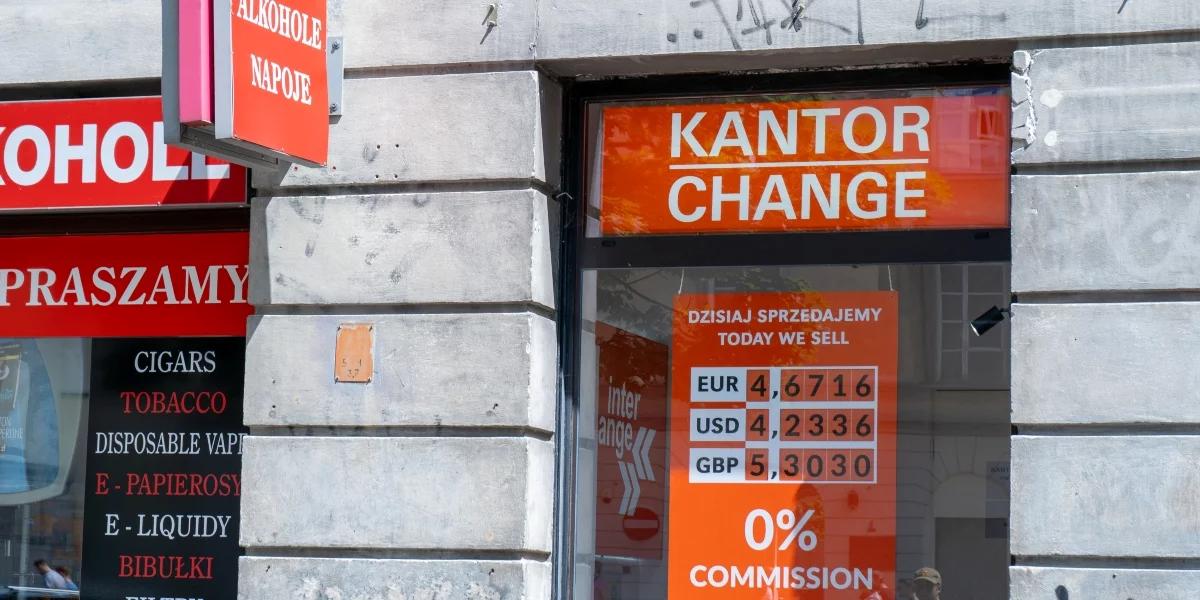 ALKOHOLE
NAPOJE
KOHOLE
PRASZAMY
CIGARS
TOBACCO
DISPOSABLE VAPE
E - PAPIEROSY
E - LIQUIDY
BIBUŁKI
KANTOR
CHANGE
DZISIAJ SPRZEDAJEMY
TODAY WE SELL
EUR 4,6716
USD 4,2336
GBP 5,3030
0%
COMMISSION
inter
ange